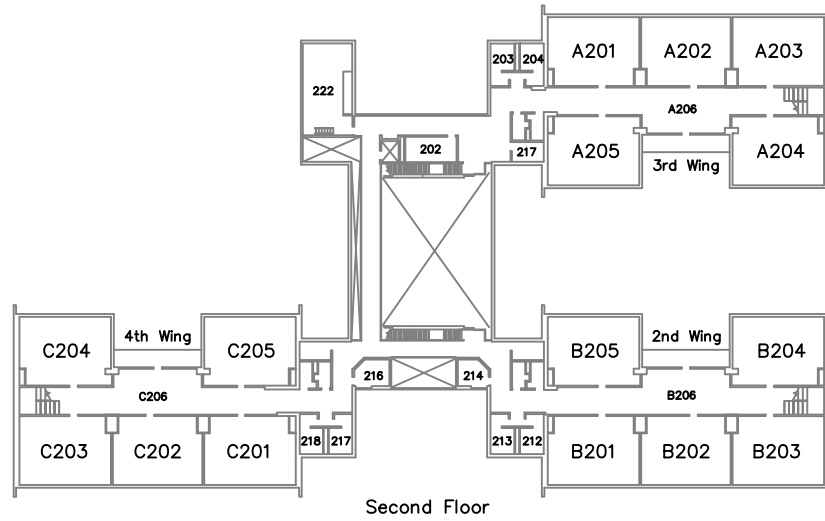 A201 A202 A203
203 204
222
A206
202
217
A205 3rd Wing A204
C204 4th Wing C205
B205 2nd Wing B204
216 214
C206
B206
218 217
213 212
C203 C202 C201
B201 B202 B203
Second Floor